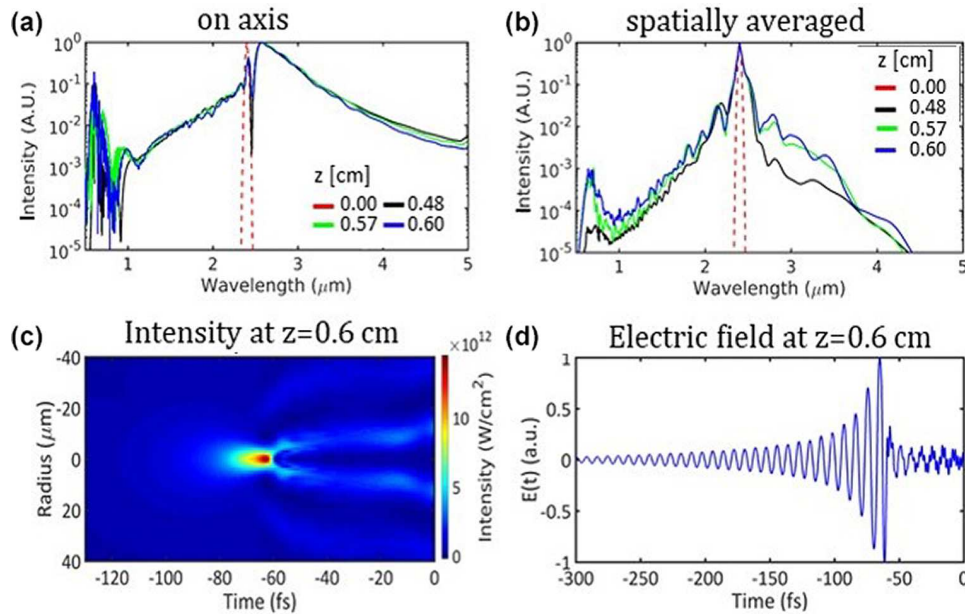 (a) on axis
Intensity (A.U.)
10^0
10^-1
10^-2
10^-3
10^-4
10^-5
z [cm]
0.00 0.48
0.57 0.60
1 2 3 4 5
Wavelength (μm)
(b) spatially averaged
Intensity (A.U.)
10^0
10^-1
10^-2
10^-3
10^-4
10^-5
z [cm]
0.00
0.48
0.57
0.60
1 2 3 4 5
Wavelength (μm)
(c) Intensity at z=0.6 cm
×10^12
Radius (μm)
-40
-20
0
20
40
-120 -100 -80 -60 -40 -20 0
Time (fs)
10
5
0
Intensity (W/cm²)
(d) Electric field at z=0.6 cm
E(t) (a.u.)
1
0.5
0
-0.5
-1
-300 -250 -200 -150 -100 -50 0
Time (fs)